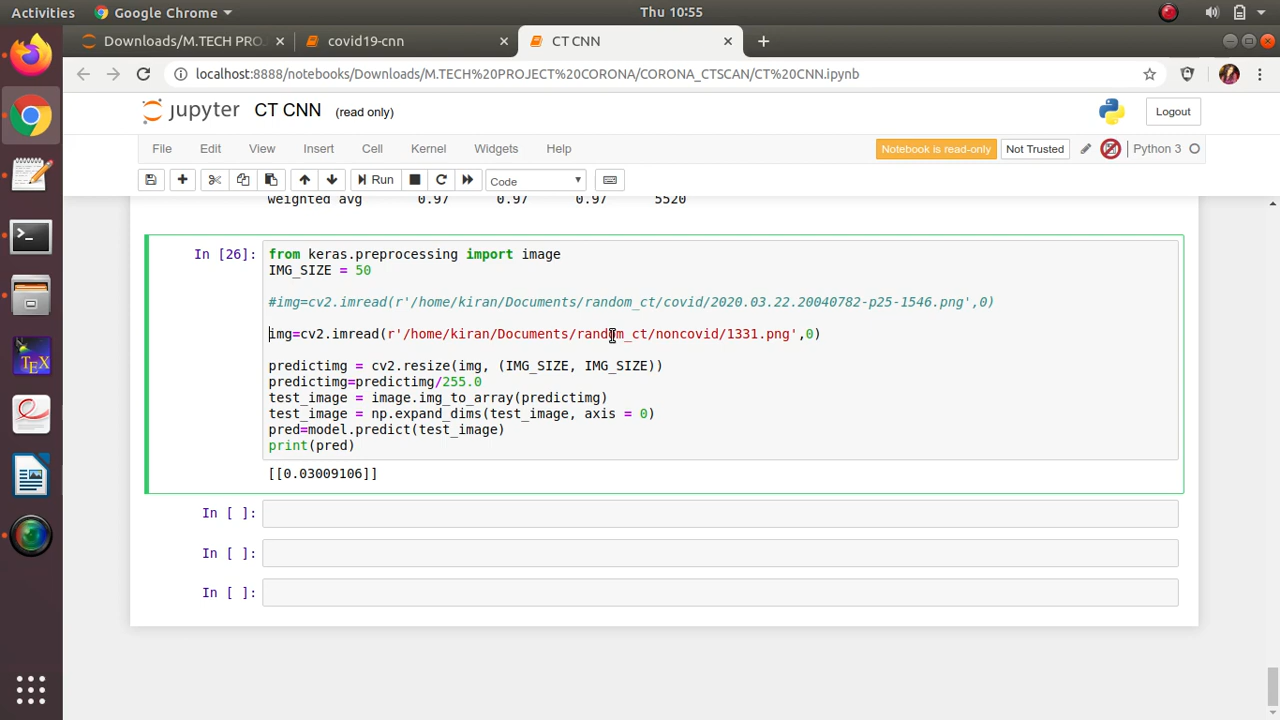 Activities Google Chrome Thu 10:55
Downloads/M.TECH PRO covid19-cnn CT CNN
localhost:8888/notebooks/Downloads/M.TECH%20PROJECT%20CORONA/CORONA_CTSCAN/CT%20CNN.ipynb
jupyter CT CNN (read only) Logout
File Edit View Insert Cell Kernel Widgets Help Notebook is read-only Not Trusted Python 3
Run Code
weighted avg 0.97 0.97 0.97 5520
In [26]: from keras.preprocessing import image
IMG_SIZE = 50
#img=cv2.imread(r'/home/kiran/Documents/random_ct/covid/2020.03.22.20040782-p25-1546.png',0)
img=cv2.imread(r'/home/kiran/Documents/random_ct/noncovid/1331.png',0)
predictimg = cv2.resize(img, (IMG_SIZE, IMG_SIZE))
predictimg=predictimg/255.0
test_image = image.img_to_array(predictimg)
test_image = np.expand_dims(test_image, axis = 0)
pred=model.predict(test_image)
print(pred)
[[0.03009106]]
In [ ]:
In [ ]:
In [ ]: